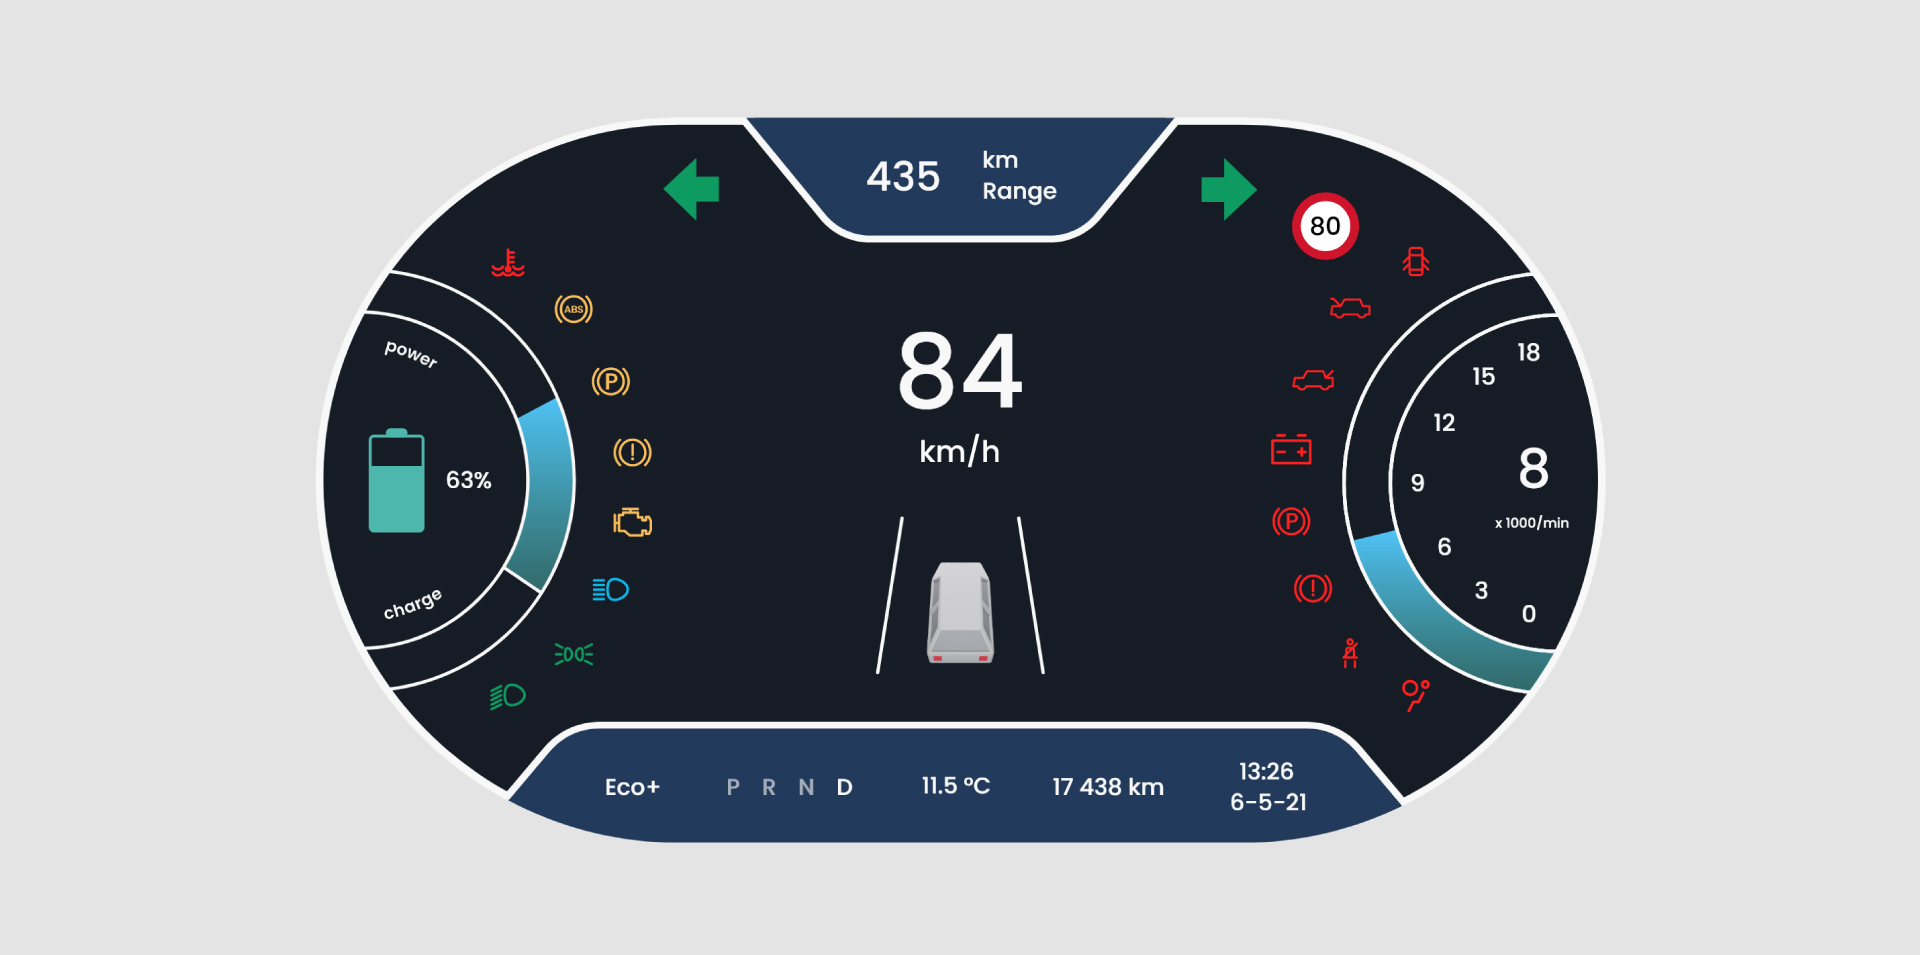 435
km
Range
80
ABS
power
P
63%
charge
84
km/h
18
15
12
9
6
3
0
8
x 1000/min
P
Eco+
P R N D
11.5 °C
17 438 km
13:26
6-5-21